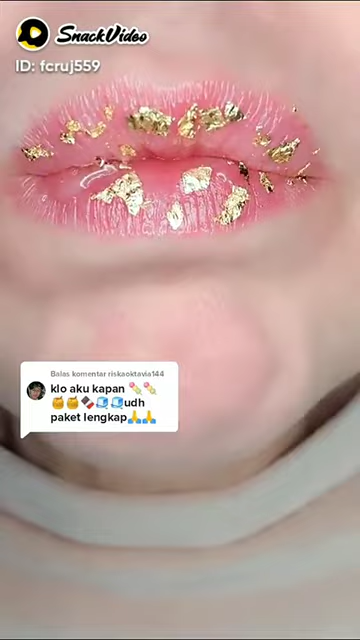 SnackVideo
ID: fcruj559
Balas komentar riskaoktavia144
klo aku kapan 🍡🍡
🍯🍯🍫🧊🧊udh
paket lengkap🙏🙏